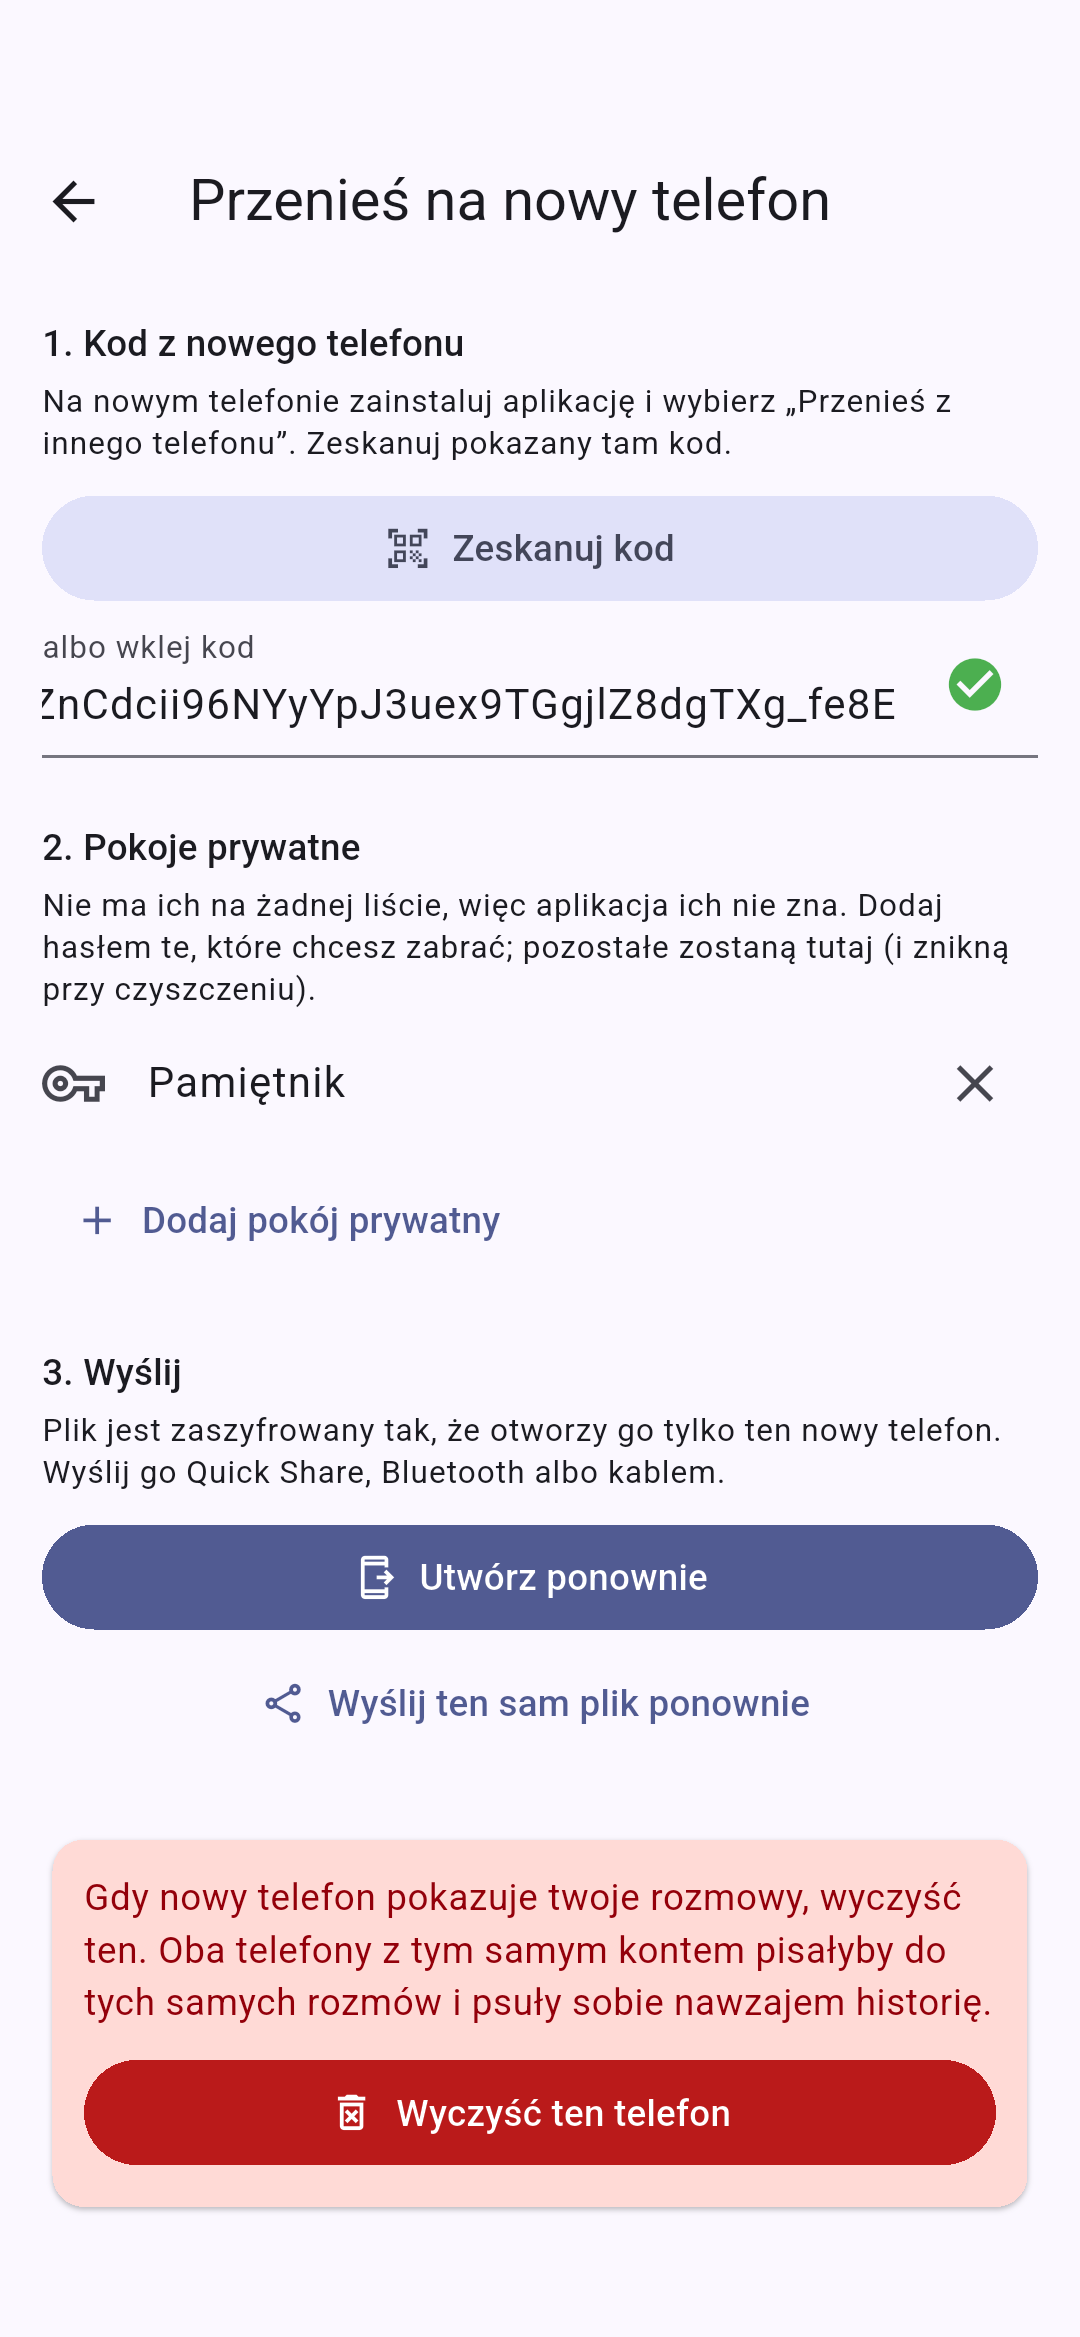 Przenieś na nowy telefon
1. Kod z nowego telefonu
Na nowym telefonie zainstaluj aplikację i wybierz „Przenieś z
innego telefonu”. Zeskanuj pokazany tam kod.
Zeskanuj kod
albo wklej kod
ZnCdcii96NYyYpJ3uex9TGgjlZ8dgTXg_fe8E
2. Pokoje prywatne
Nie ma ich na żadnej liście, więc aplikacja ich nie zna. Dodaj
hasłem te, które chcesz zabrać; pozostałe zostaną tutaj (i znikną
przy czyszczeniu).
Pamiętnik
Dodaj pokój prywatny
3. Wyślij
Plik jest zaszyfrowany tak, że otworzy go tylko ten nowy telefon.
Wyślij go Quick Share, Bluetooth albo kablem.
Utwórz ponownie
Wyślij ten sam plik ponownie
Gdy nowy telefon pokazuje twoje rozmowy, wyczyść
ten. Oba telefony z tym samym kontem pisałyby do
tych samych rozmów i psuły sobie nawzajem historię.
Wyczyść ten telefon